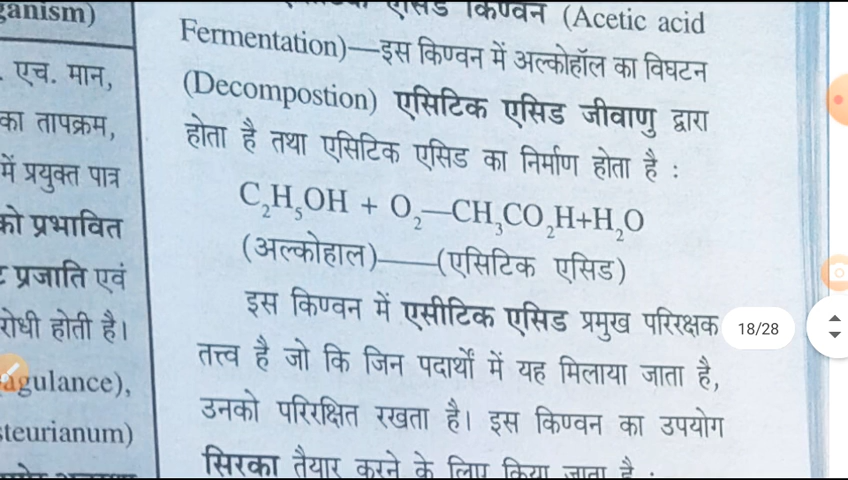 ganism)
एच. मान,
का तापक्रम,
में प्रयुक्त पात्र
को प्रभावित
प्रजाति एवं
रोधी होती है।
agulance),
steurianum)
एसिड किण्वन (Acetic acid
Fermentation)—इस किण्वन में अल्कोहॉल का विघटन
(Decompostion) एसिटिक एसिड जीवाणु द्वारा
होता है तथा एसिटिक एसिड का निर्माण होता है :
C₂H₅OH + O₂—CH₃CO₂H+H₂O
(अल्कोहाल)——(एसिटिक एसिड)
इस किण्वन में एसीटिक एसिड प्रमुख परिरक्षक
तत्त्व है जो कि जिन पदार्थों में यह मिलाया जाता है,
उनको परिरक्षित रखता है। इस किण्वन का उपयोग
सिरका तैयार करने के लिए किया जाता है :
18/28